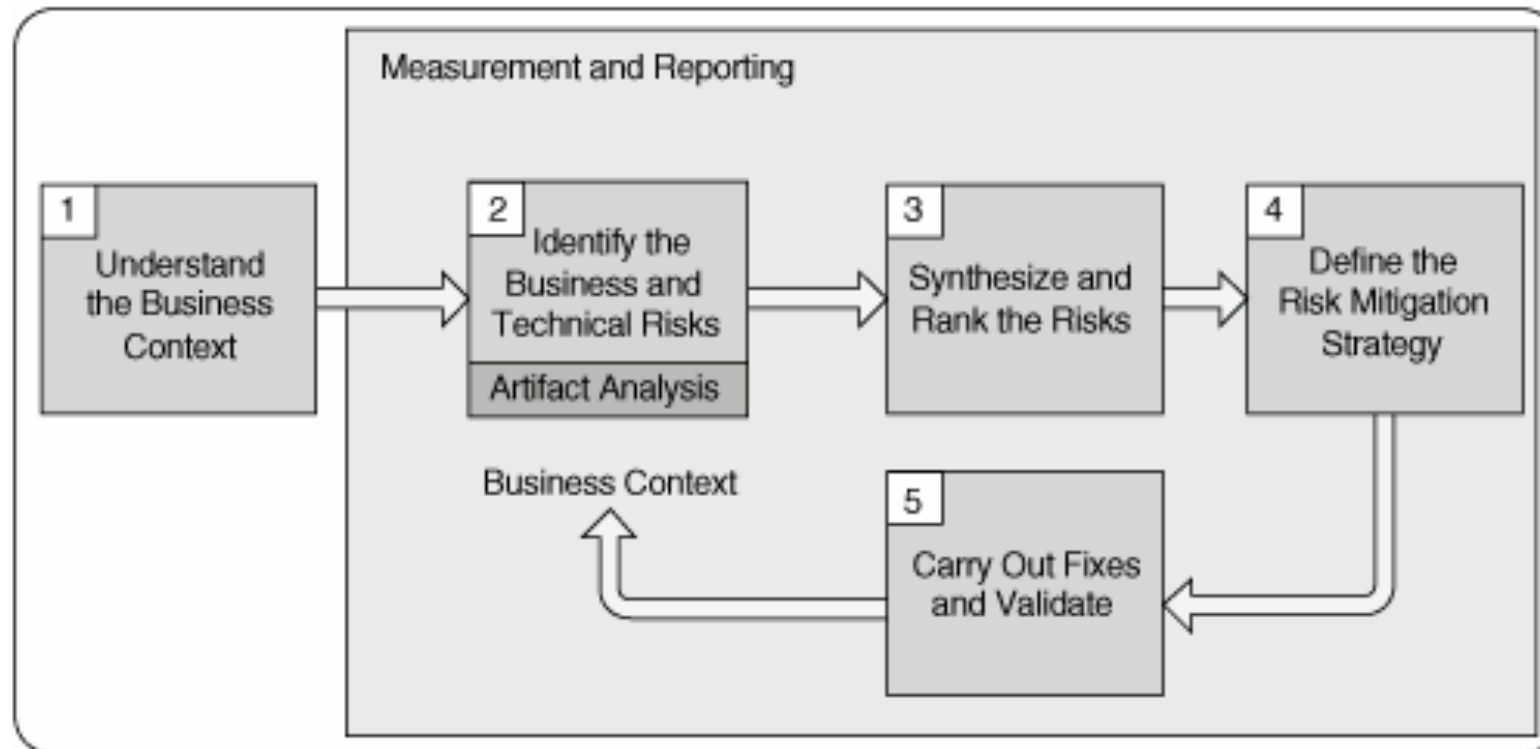 Measurement and Reporting
1
Understand
the Business
Context
2
Identify the
Business and
Technical Risks
Artifact Analysis
3
Synthesize and
Rank the Risks
4
Define the
Risk Mitigation
Strategy
5
Carry Out Fixes
and Validate
Business Context